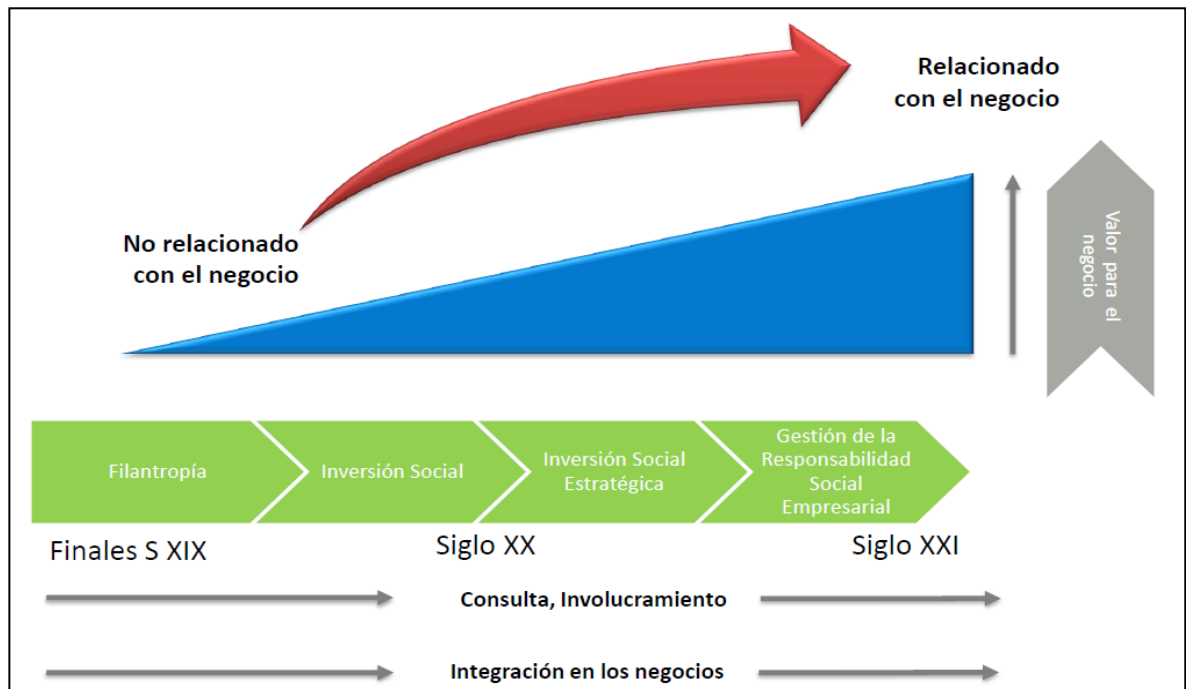 Relacionado
con el negocio
No relacionado
con el negocio
Valor para el
negocio
Filantropía
Inversión Social
Inversión Social
Estratégica
Gestión de la
Responsabilidad
Social
Empresarial
Finales S XIX
Siglo XX
Siglo XXI
Consulta, Involucramiento
Integración en los negocios